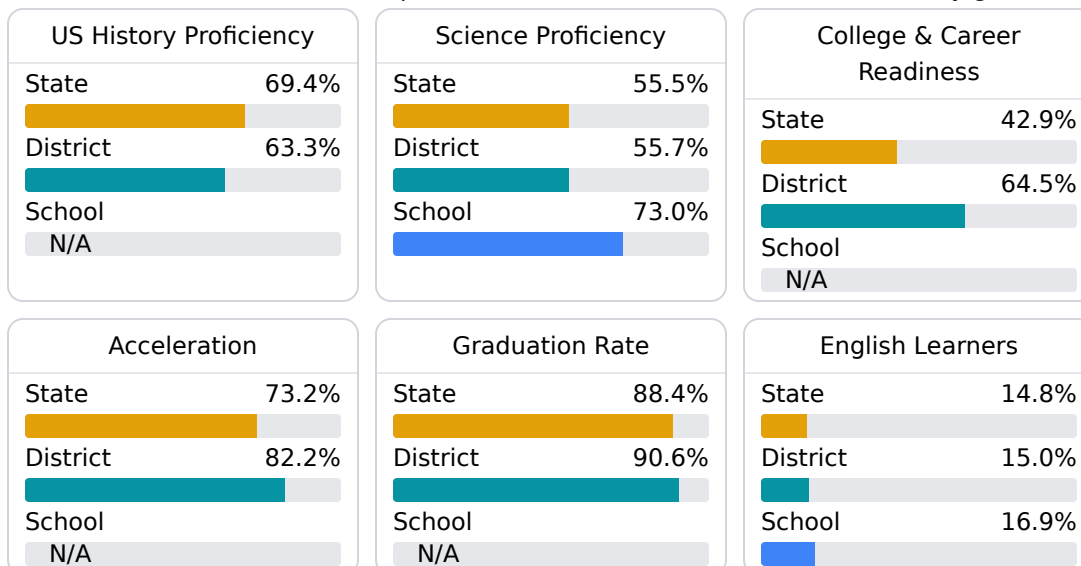 US History Proficiency
State 69.4%
District 63.3%
School
N/A
Science Proficiency
State 55.5%
District 55.7%
School 73.0%
College & Career
Readiness
State 42.9%
District 64.5%
School
N/A
Acceleration
State 73.2%
District 82.2%
School
N/A
Graduation Rate
State 88.4%
District 90.6%
School
N/A
English Learners
State 14.8%
District 15.0%
School 16.9%